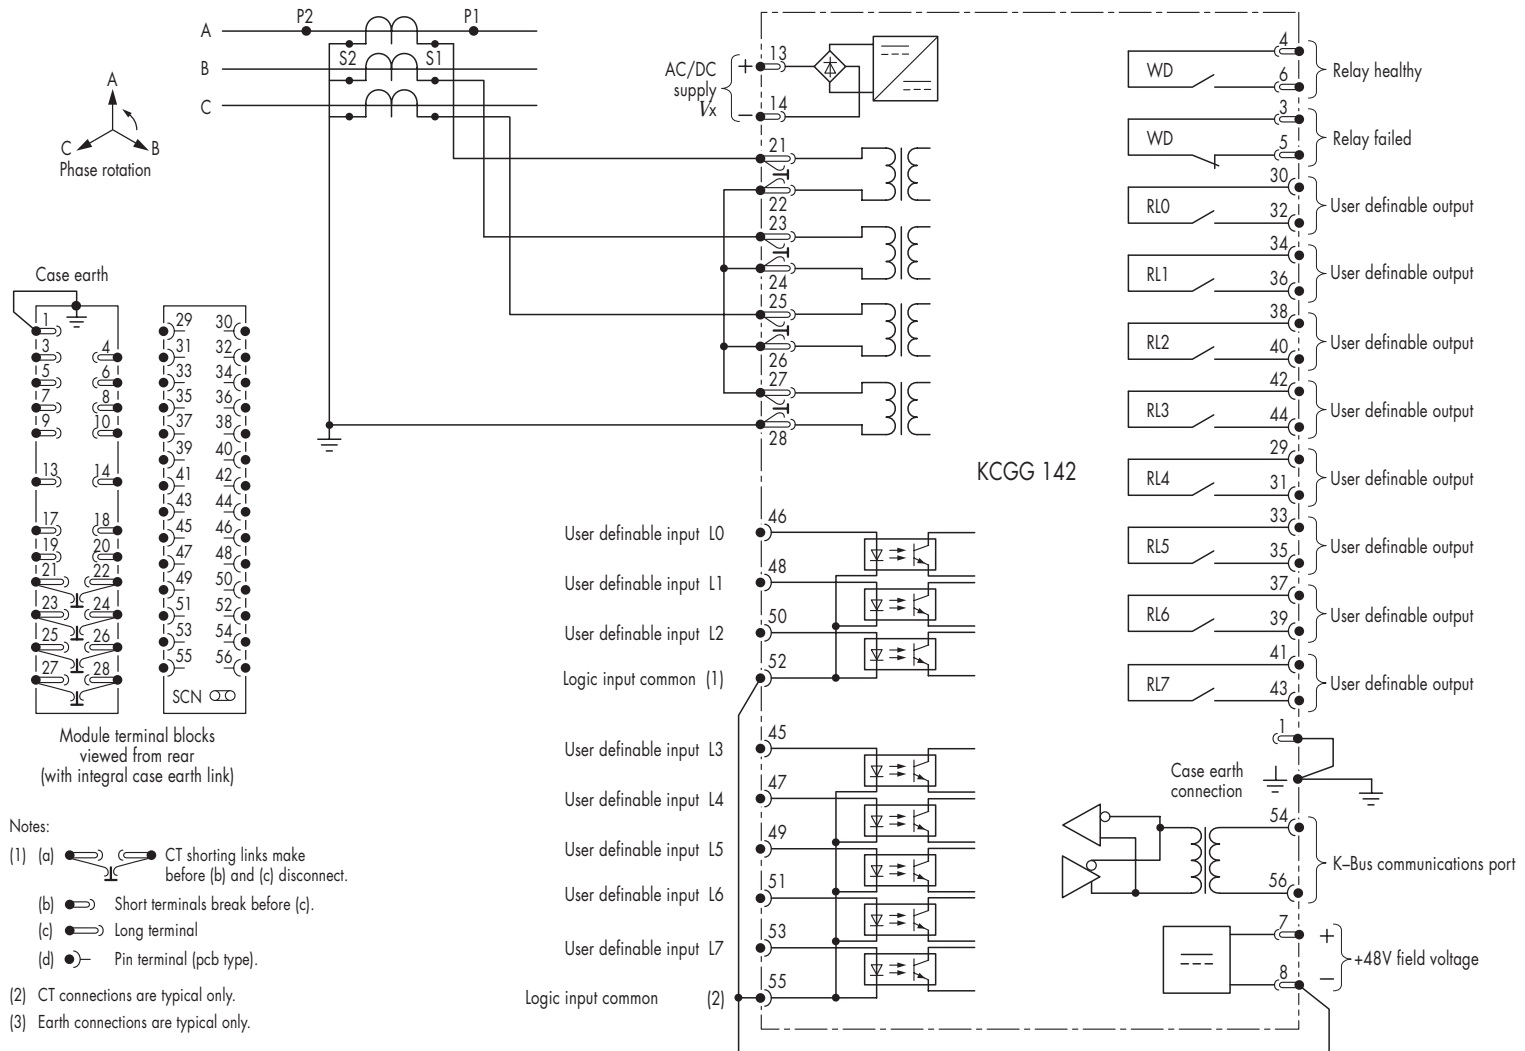 P2
P1
A
S2
S1
B
C
A
C
B
Phase rotation
AC/DC
supply
Vx
+
13
−
14
21
22
23
24
25
26
27
28
KCGG 142
WD
4
6
Relay healthy
WD
3
5
Relay failed
RL0
30
32
User definable output
RL1
34
36
User definable output
RL2
38
40
User definable output
RL3
42
44
User definable output
RL4
29
31
User definable output
RL5
33
35
User definable output
RL6
37
39
User definable output
RL7
41
43
User definable output
1
Case earth
connection
54
56
K–Bus communications port
7
+
8
−
+48V field voltage
User definable input L0
46
User definable input L1
48
User definable input L2
50
Logic input common (1)
52
User definable input L3
45
User definable input L4
47
User definable input L5
49
User definable input L6
51
User definable input L7
53
Logic input common (2)
55
Case earth
1
3 4
5 6
7 8
9 10
13 14
17 18
19 20
21 22
23 24
25 26
27 28
29 30
31 32
33 34
35 36
37 38
39 40
41 42
43 44
45 46
47 48
49 50
51 52
53 54
55 56
SCN
Module terminal blocks
viewed from rear
(with integral case earth link)
Notes:
(1) (a) CT shorting links make
before (b) and (c) disconnect.
(b) Short terminals break before (c).
(c) Long terminal
(d) Pin terminal (pcb type).
(2) CT connections are typical only.
(3) Earth connections are typical only.